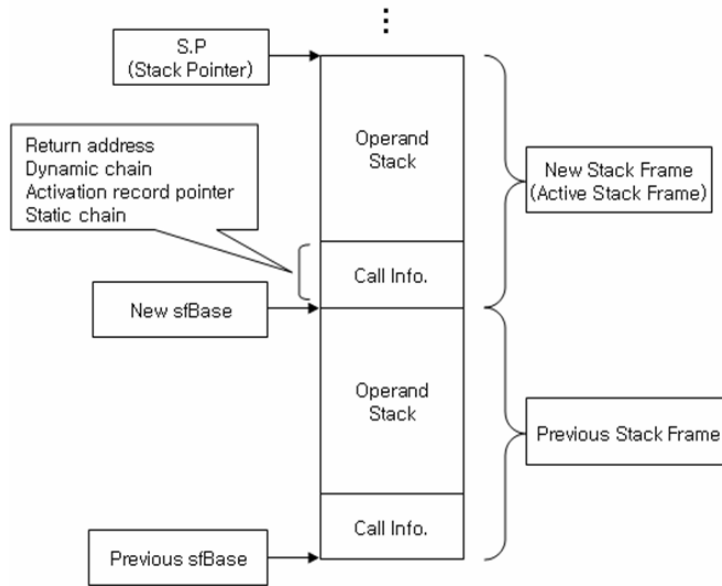 S.P
(Stack Pointer)
Operand
Stack
Return address
Dynamic chain
Activation record pointer
Static chain
New Stack Frame
(Active Stack Frame)
Call Info.
New sfBase
Operand
Stack
Previous Stack Frame
Call Info.
Previous sfBase